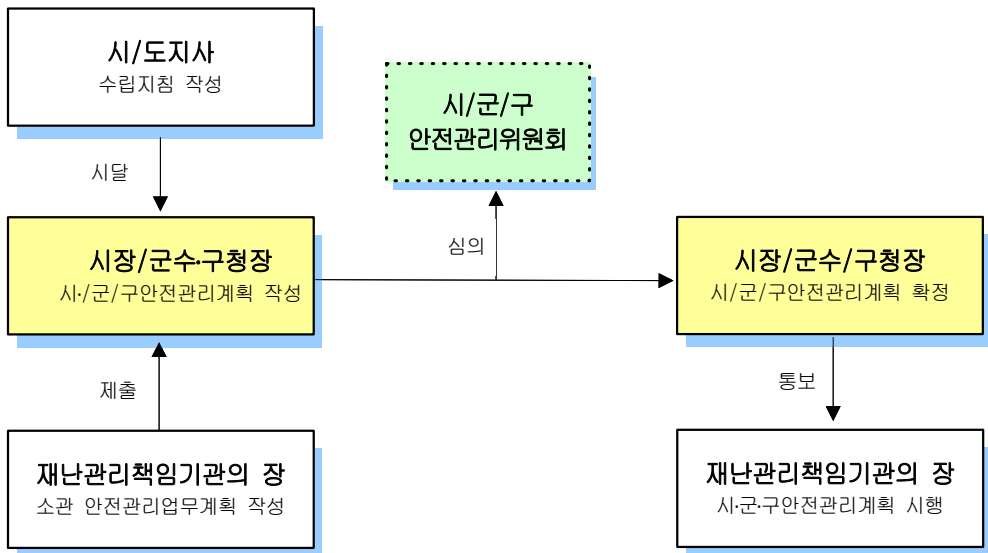 시/도지사
수립지침 작성
시/군/구
안전관리위원회
시달
시장/군수·구청장
시·/군/구안전관리계획 작성
심의
시장/군수/구청장
시/군/구안전관리계획 확정
제출
통보
재난관리책임기관의 장
소관 안전관리업무계획 작성
재난관리책임기관의 장
시·군·구안전관리계획 시행